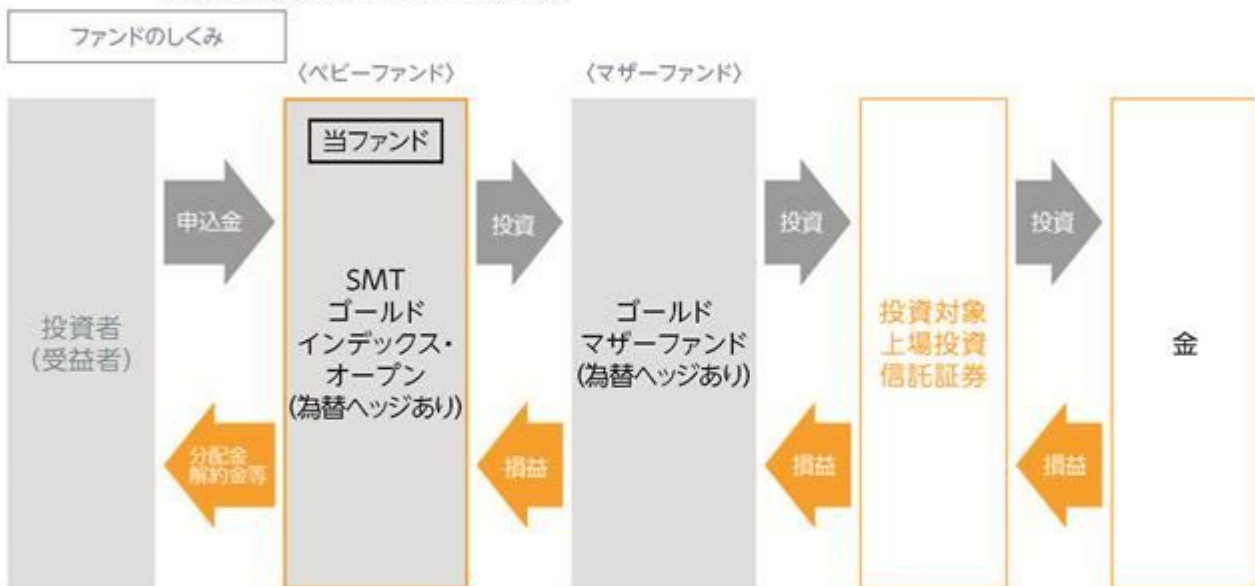 ファンドのしくみ
〈ベビーファンド〉
〈マザーファンド〉
投資者
(受益者)
申込金
分配金
解約金等
当ファンド
SMT
ゴールド
インデックス・
オープン
(為替ヘッジあり)
投資
損益
ゴールド
マザーファンド
(為替ヘッジあり)
投資
損益
投資対象
上場投資
信託証券
投資
損益
金